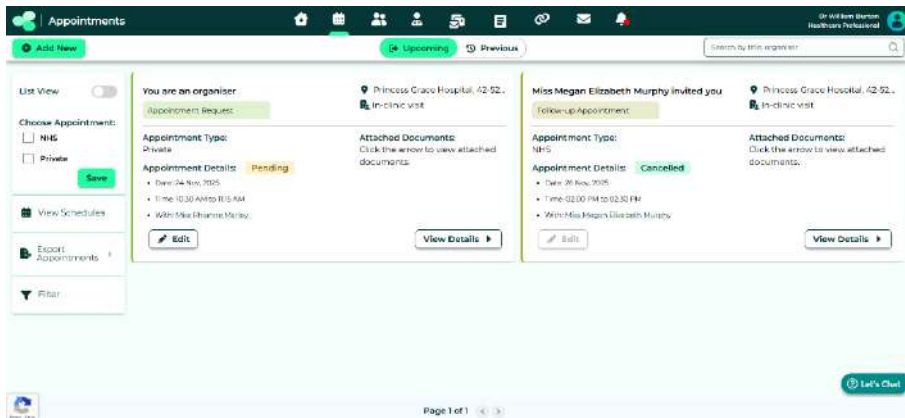 Appointments
Dr William Burton
Healthcare Professional
Add New
Upcoming
Previous
Search by title, organiser
List View
Choose Appointment:
NHS
Private
Save
View Schedules
Export
Appointments
Filter
You are an organiser
Appointment Request
Princess Grace Hospital, 42-52...
In-clinic visit
Appointment Type:
Private
Attached Documents:
Click the arrow to view attached
documents.
Appointment Details: Pending
Date: 24 Nov, 2025
Time: 10:30 AM to 11:15 AM
With: Miss
Edit
View Details
Miss Megan Elizabeth Murphy invited you
Follow-up Appointment
Princess Grace Hospital, 42-52...
In-clinic visit
Appointment Type:
NHS
Attached Documents:
Click the arrow to view attached
documents.
Appointment Details: Cancelled
Date: 26 Nov, 2025
Time: 02:00 PM to 02:30 PM
With: Miss Megan Elizabeth Murphy
Edit
View Details
Let's Chat
Page 1 of 1